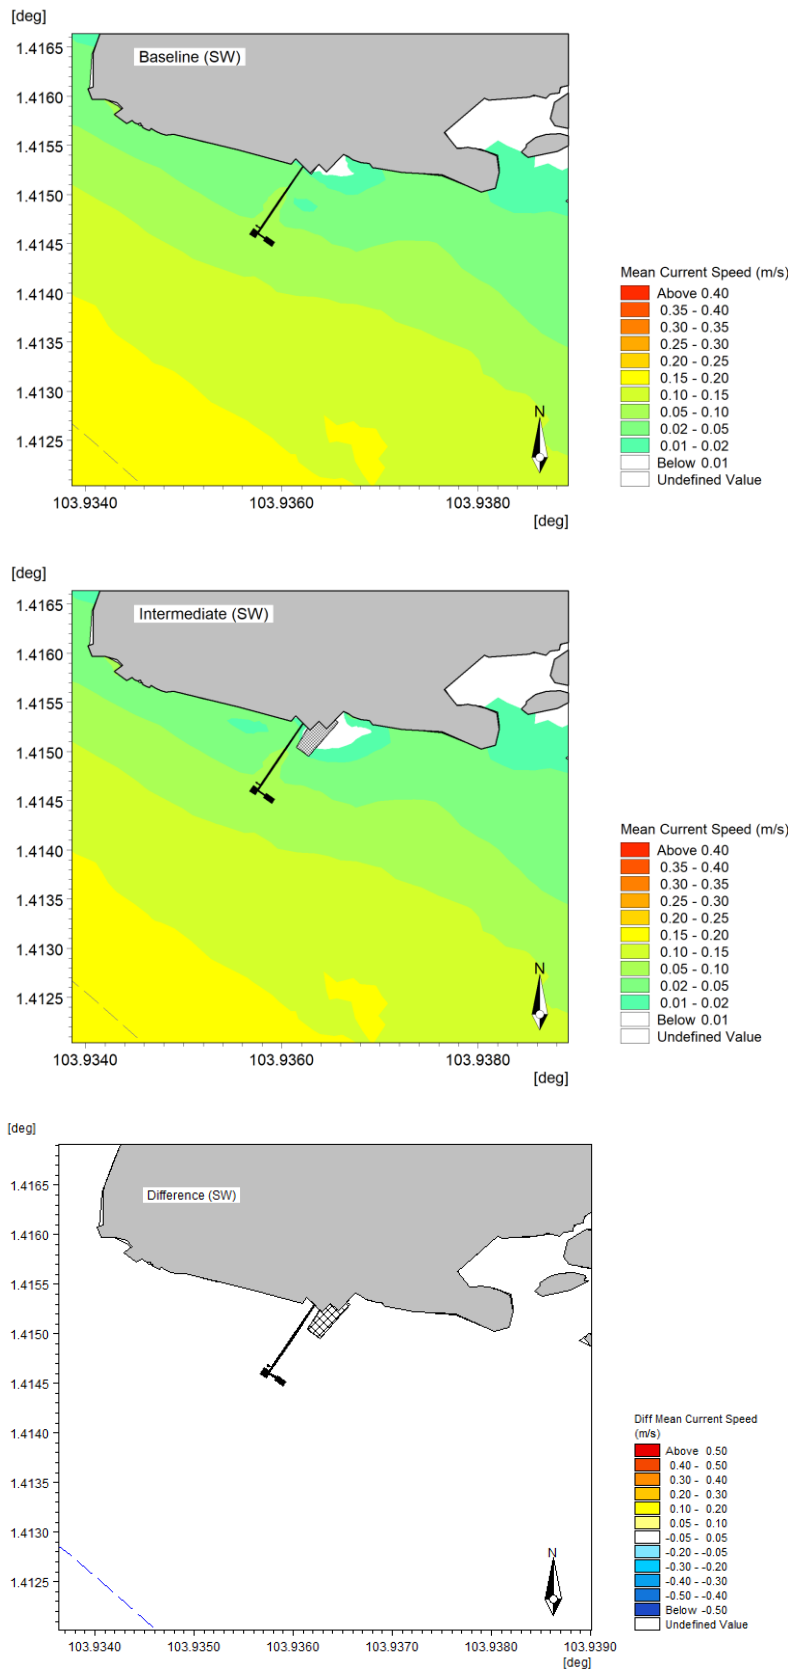 [deg]
1.4165
Baseline (SW)
1.4160
1.4155
1.4150
1.4145
1.4140
1.4135
1.4130
1.4125
N
103.9340
103.9360
103.9380
[deg]
Mean Current Speed (m/s)
Above 0.40
0.35 - 0.40
0.30 - 0.35
0.25 - 0.30
0.20 - 0.25
0.15 - 0.20
0.10 - 0.15
0.05 - 0.10
0.02 - 0.05
0.01 - 0.02
Below 0.01
Undefined Value
[deg]
1.4165
Intermediate (SW)
1.4160
1.4155
1.4150
1.4145
1.4140
1.4135
1.4130
1.4125
N
103.9340
103.9360
103.9380
[deg]
Mean Current Speed (m/s)
Above 0.40
0.35 - 0.40
0.30 - 0.35
0.25 - 0.30
0.20 - 0.25
0.15 - 0.20
0.10 - 0.15
0.05 - 0.10
0.02 - 0.05
0.01 - 0.02
Below 0.01
Undefined Value
[deg]
1.4165
Difference (SW)
1.4160
1.4155
1.4150
1.4145
1.4140
1.4135
1.4130
1.4125
N
103.9340
103.9350
103.9360
103.9370
103.9380
103.9390
[deg]
Diff Mean Current Speed
(m/s)
Above 0.50
0.40 - 0.50
0.30 - 0.40
0.20 - 0.30
0.10 - 0.20
0.05 - 0.10
-0.05 - 0.05
-0.20 - -0.05
-0.30 - -0.20
-0.40 - -0.30
-0.50 - -0.40
Below -0.50
Undefined Value